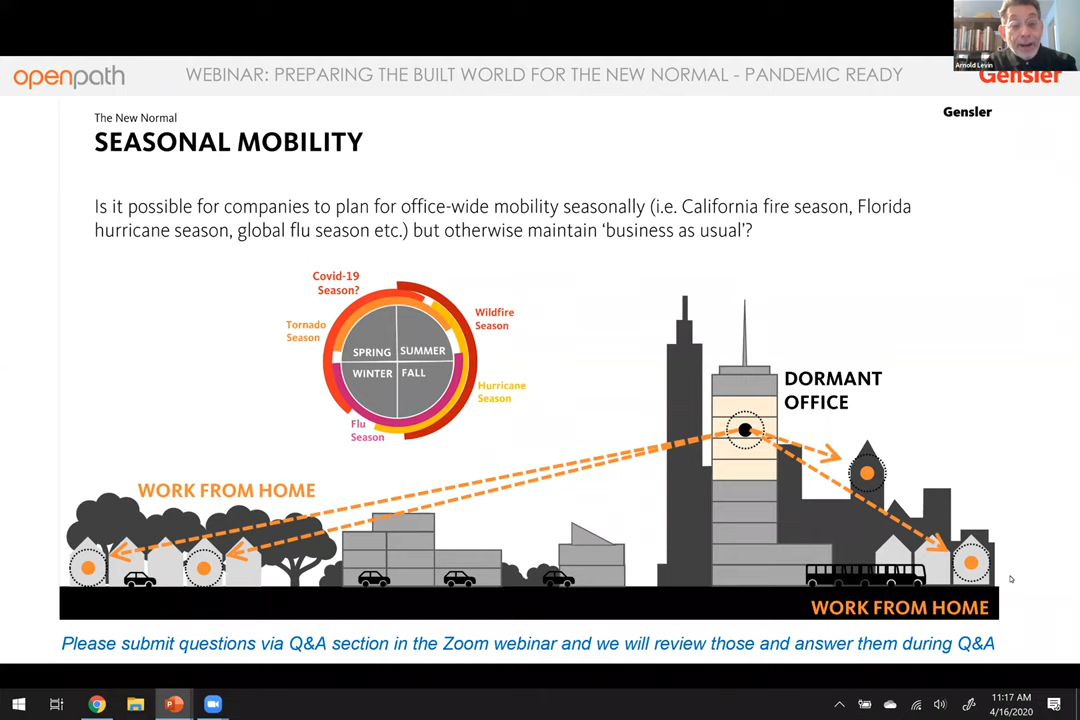 Arnold Levin
openpath
WEBINAR: PREPARING THE BUILT WORLD FOR THE NEW NORMAL - PANDEMIC READY
Gensler
The New Normal
Gensler
SEASONAL MOBILITY
Is it possible for companies to plan for office-wide mobility seasonally (i.e. California fire season, Florida
hurricane season, global flu season etc.) but otherwise maintain ‘business as usual’?
Covid-19
Season?
Tornado
Season
Wildfire
Season
SPRING
SUMMER
WINTER
FALL
Hurricane
Season
Flu
Season
DORMANT
OFFICE
WORK FROM HOME
WORK FROM HOME
Please submit questions via Q&A section in the Zoom webinar and we will review those and answer them during Q&A
11:17 AM
4/16/2020